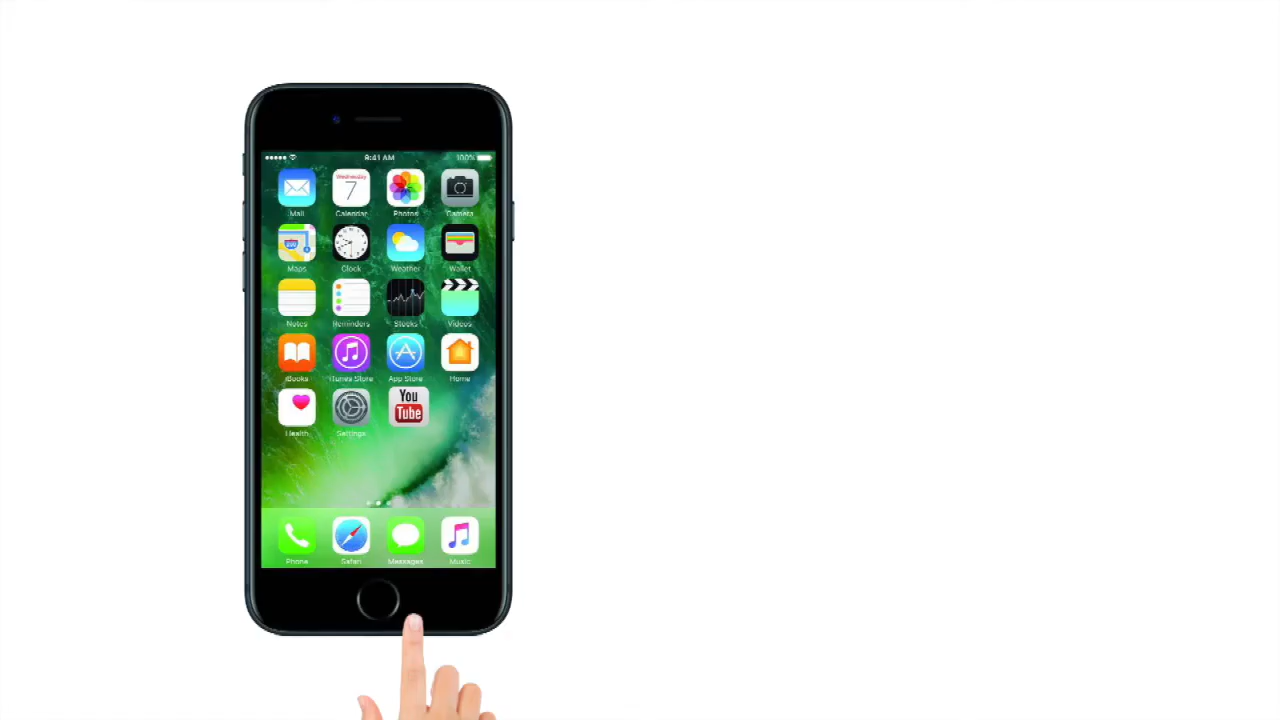 9:41 AM 100%
Wednesday
7
Mail Calendar Photos Camera
280
Maps Clock Weather Wallet
Notes Reminders Stocks Videos
iBooks iTunes Store App Store Home
You
Tube
Health Settings
Phone Safari Messages Music